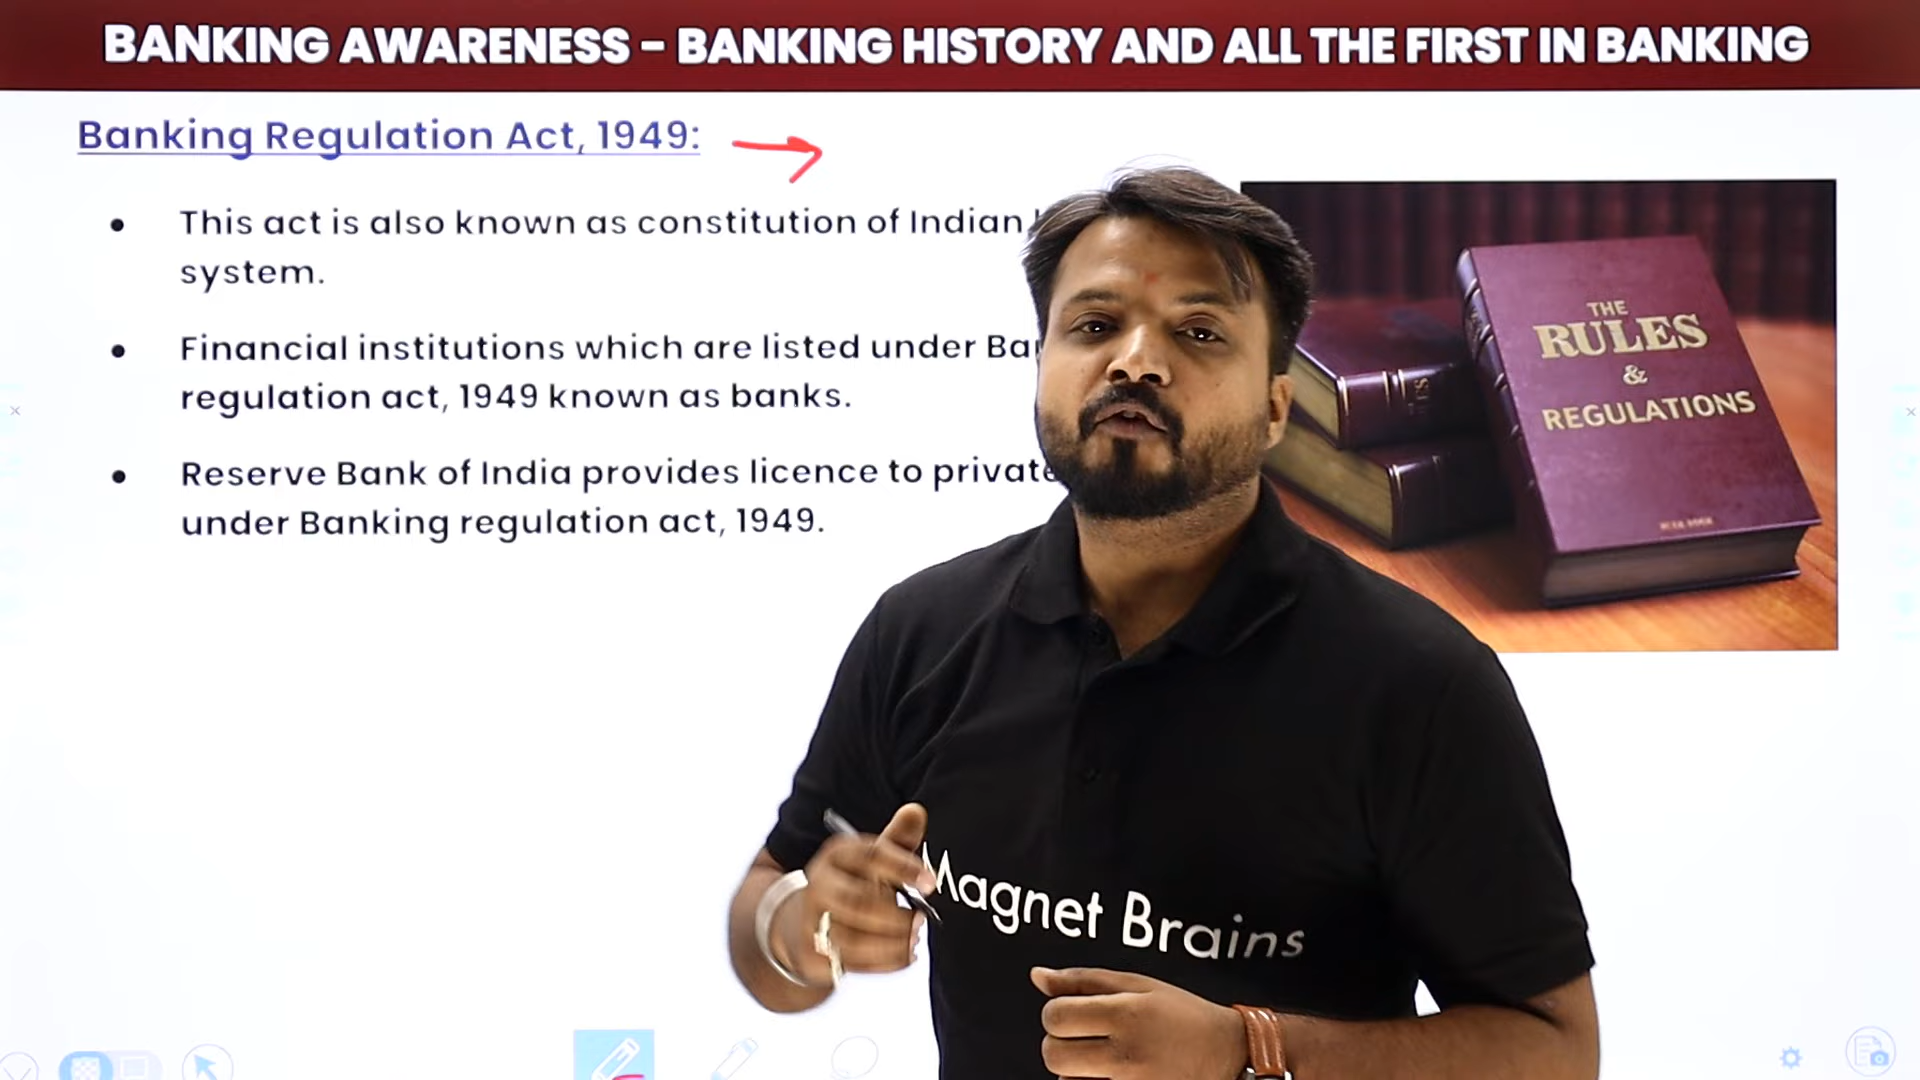 BANKING AWARENESS – BANKING HISTORY AND ALL THE FIRST IN BANKING
Banking Regulation Act, 1949:
This act is also known as constitution of Indian
system.
Financial institutions which are listed under
regulation act, 1949 known as banks.
Reserve Bank of India provides licence to private
under Banking regulation act, 1949.
THE
RULES
&
REGULATIONS
Magnet Brains